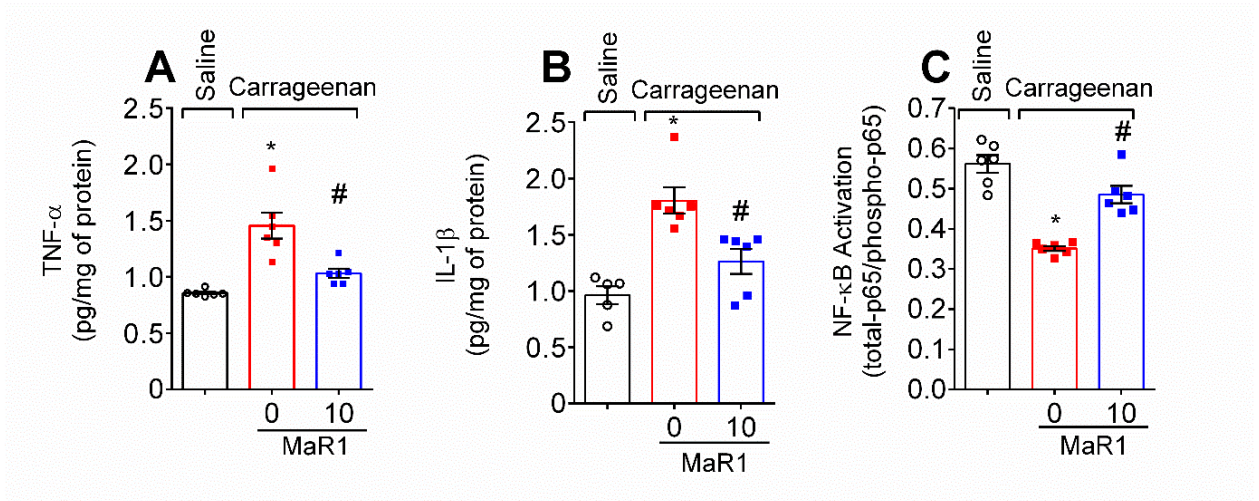 A
Saline
Carrageenan
TNF-α
(pg/mg of protein)
2.5
2.0
1.5
1.0
0.5
0
*
#
0 10
MaR1
B
Saline
Carrageenan
IL-1β
(pg/mg of protein)
2.5
2.0
1.5
1.0
0.5
0
*
#
0 10
MaR1
C
Saline
Carrageenan
NF-κB Activation
(total-p65/phospho-p65)
0.7
0.6
0.5
0.4
0.3
0.2
0.1
0.0
*
#
0 10
MaR1